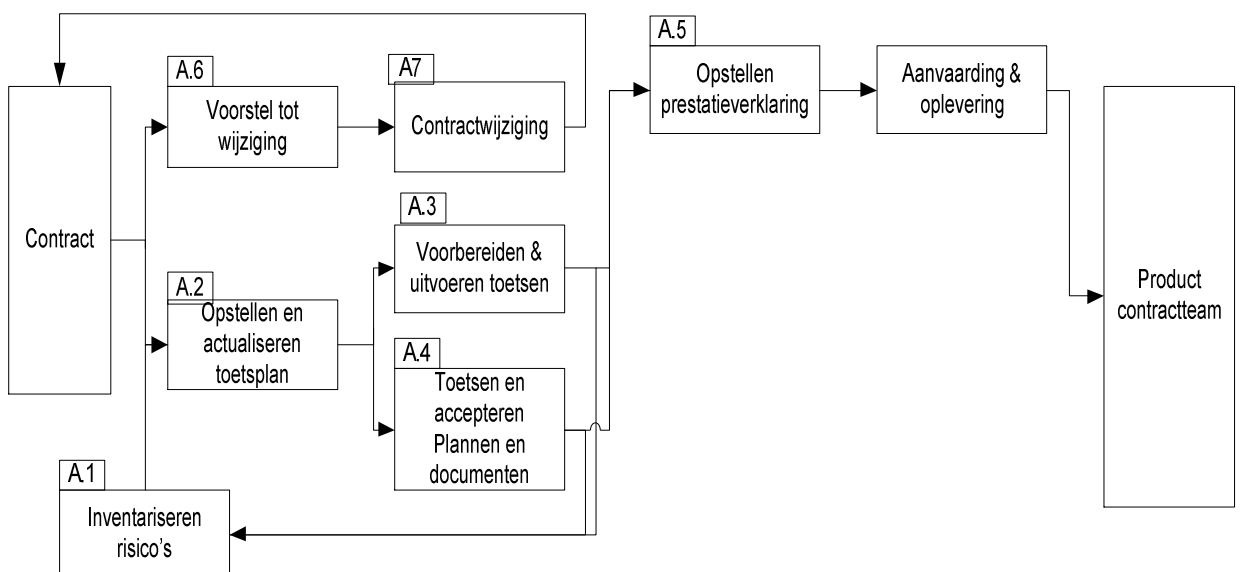 A.6
Voorstel tot
wijziging
A7
Contractwijziging
A.5
Opstellen
prestatieverklaring
Aanvaarding &
oplevering
Contract
A.2
Opstellen en
actualiseren
toetsplan
A.3
Voorbereiden &
uitvoeren toetsen
A.4
Toetsen en
accepteren
Plannen en
documenten
Product
contractteam
A.1
Inventariseren
risico's